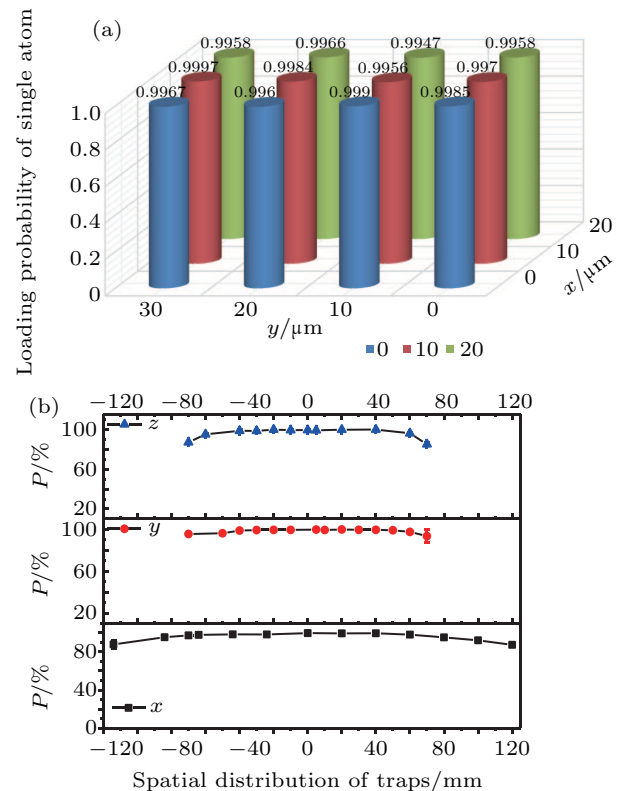 (a)
Loading probability of single atom
0.9958 0.9966 0.9947 0.9958
0.9997 0.9984 0.9956 0.997
0.9967 0.996 0.999 0.9985
1.0
0.8
0.6
0.4
0.2
0
30 20 10 0
y/μm
0 10 20
x/μm
0 10 20
(b)
−120 −80 −40 0 40 80 120
P/%
100
60
20
z
P/%
100
60
20
y
P/%
80
40
0
x
−120 −80 −40 0 40 80 120
Spatial distribution of traps/mm